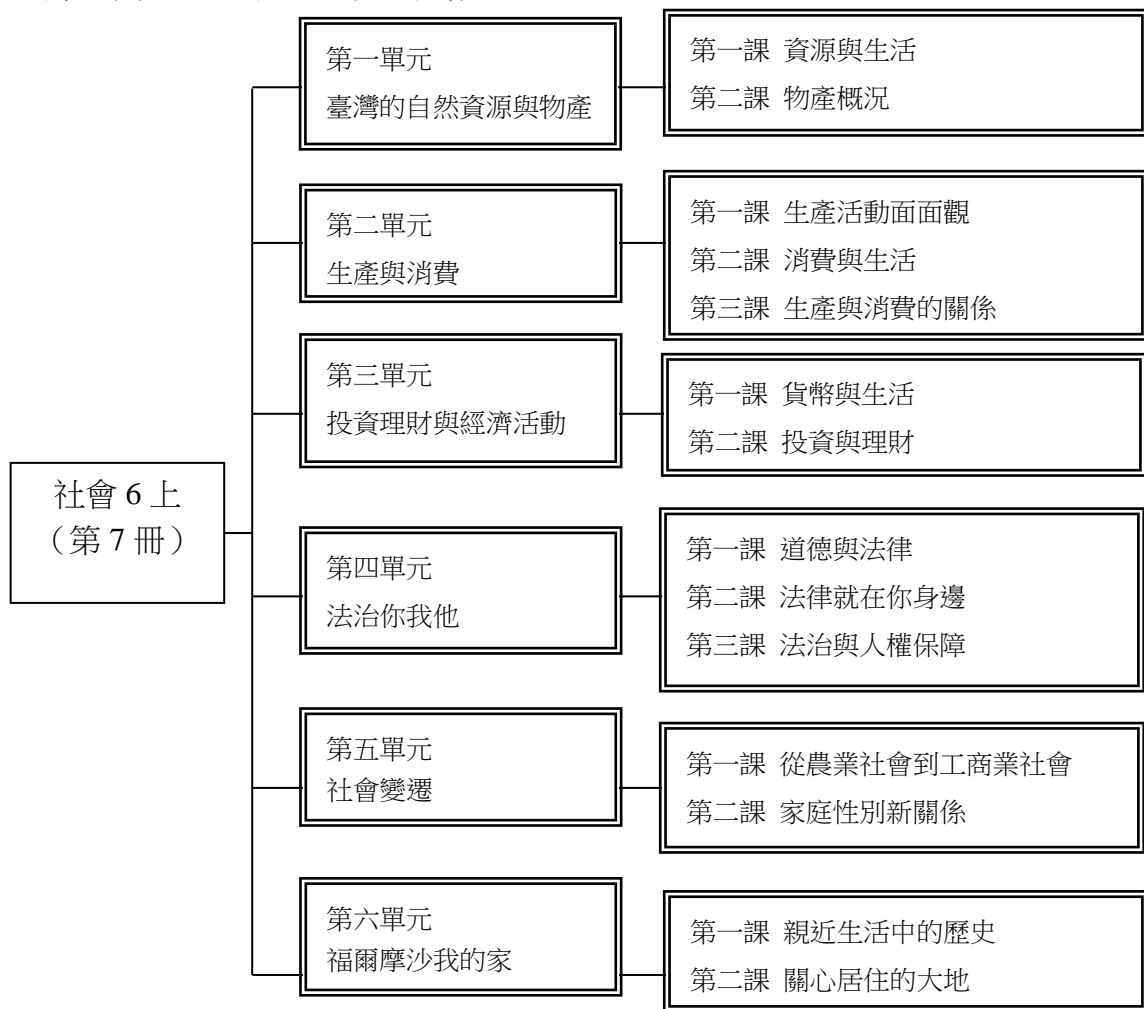 第一單元
臺灣的自然資源與物產
第一課 資源與生活
第二課 物產概況
第二單元
生產與消費
第一課 生產活動面面觀
第二課 消費與生活
第三課 生產與消費的關係
第三單元
投資理財與經濟活動
第一課 貨幣與生活
第二課 投資與理財
社會 6 上
（第 7 冊）
第四單元
法治你我他
第一課 道德與法律
第二課 法律就在你身邊
第三課 法治與人權保障
第五單元
社會變遷
第一課 從農業社會到工商業社會
第二課 家庭性別新關係
第六單元
福爾摩沙我的家
第一課 親近生活中的歷史
第二課 關心居住的大地